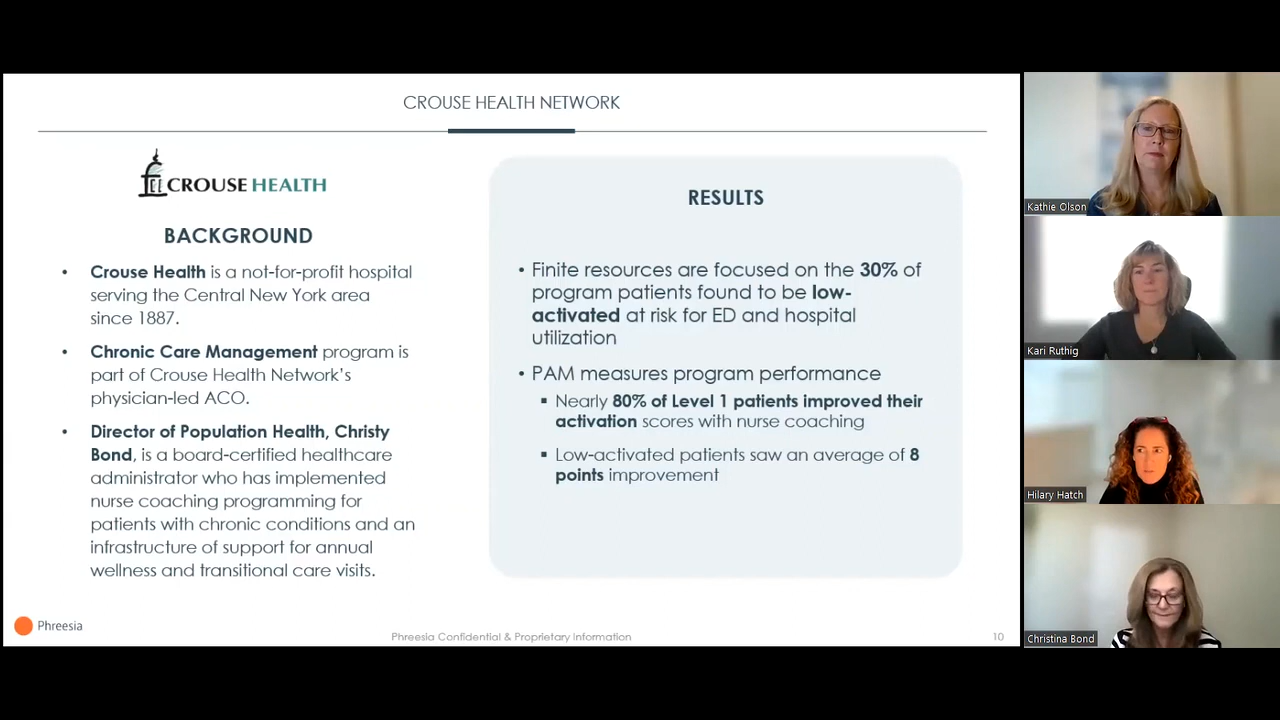 CROUSE HEALTH NETWORK
CROUSE HEALTH
BACKGROUND
• Crouse Health is a not-for-profit hospital
serving the Central New York area
since 1887.
• Chronic Care Management program is
part of Crouse Health Network's
physician-led ACO.
• Director of Population Health, Christy
Bond, is a board-certified healthcare
administrator who has implemented
nurse coaching programming for
patients with chronic conditions and an
infrastructure of support for annual
wellness and transitional care visits.
RESULTS
• Finite resources are focused on the 30% of
program patients found to be low-
activated at risk for ED and hospital
utilization
• PAM measures program performance
▪ Nearly 80% of Level 1 patients improved their
activation scores with nurse coaching
▪ Low-activated patients saw an average of 8
points improvement
Phreesia
Phreesia Confidential & Proprietary Information
10
Kathie Olson
Kari Ruthig
Hilary Hatch
Christina Bond